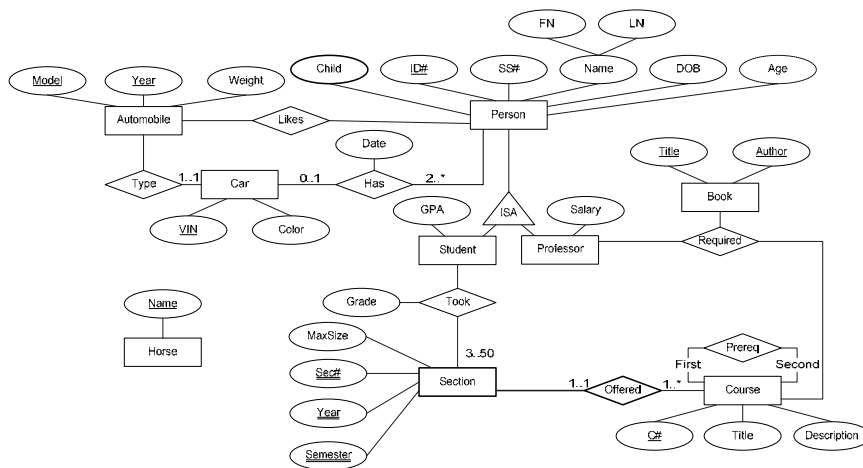 FN
LN
Child
ID#
SS#
Name
DOB
Age
Model
Year
Weight
Automobile
Likes
Person
Date
Title
Author
Type
1..1
Car
0..1
Has
2..*
Book
GPA
ISA
Salary
VIN
Color
Student
Professor
Required
Name
Grade
Took
Horse
MaxSize
3..50
Prereq
First
Second
Sec#
Section
1..1
Offered
1..*
Course
Year
Semester
C#
Title
Description